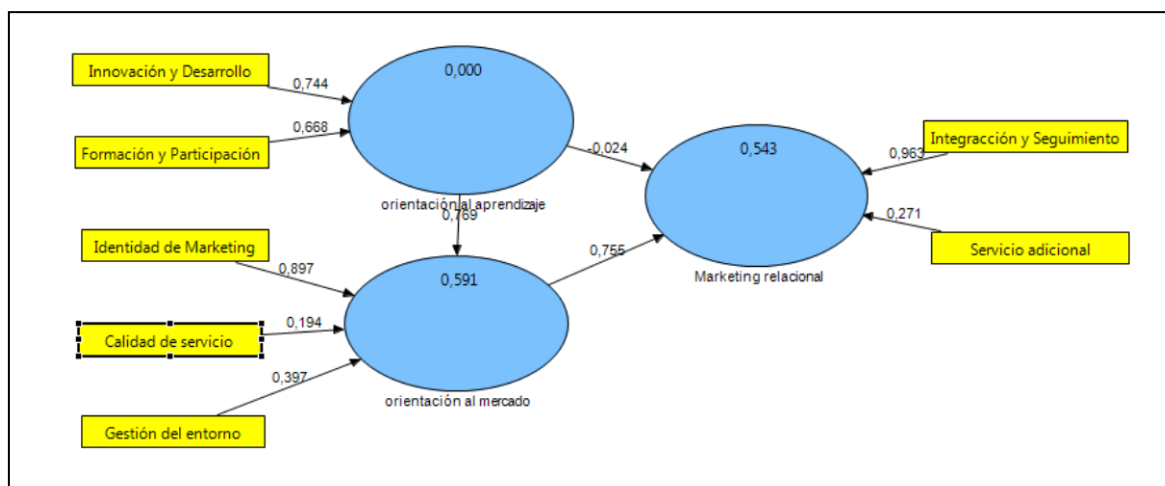 Innovación y Desarrollo
0,744
0,000
Formación y Participación
0,668
orientación al aprendizaje
-0,024
0,543
Marketing relacional
Integracción y Seguimiento
0,963
0,271
Servicio adicional
0,769
0,755
Identidad de Marketing
0,897
0,591
Calidad de servicio
0,194
0,397
orientación al mercado
Gestión del entorno